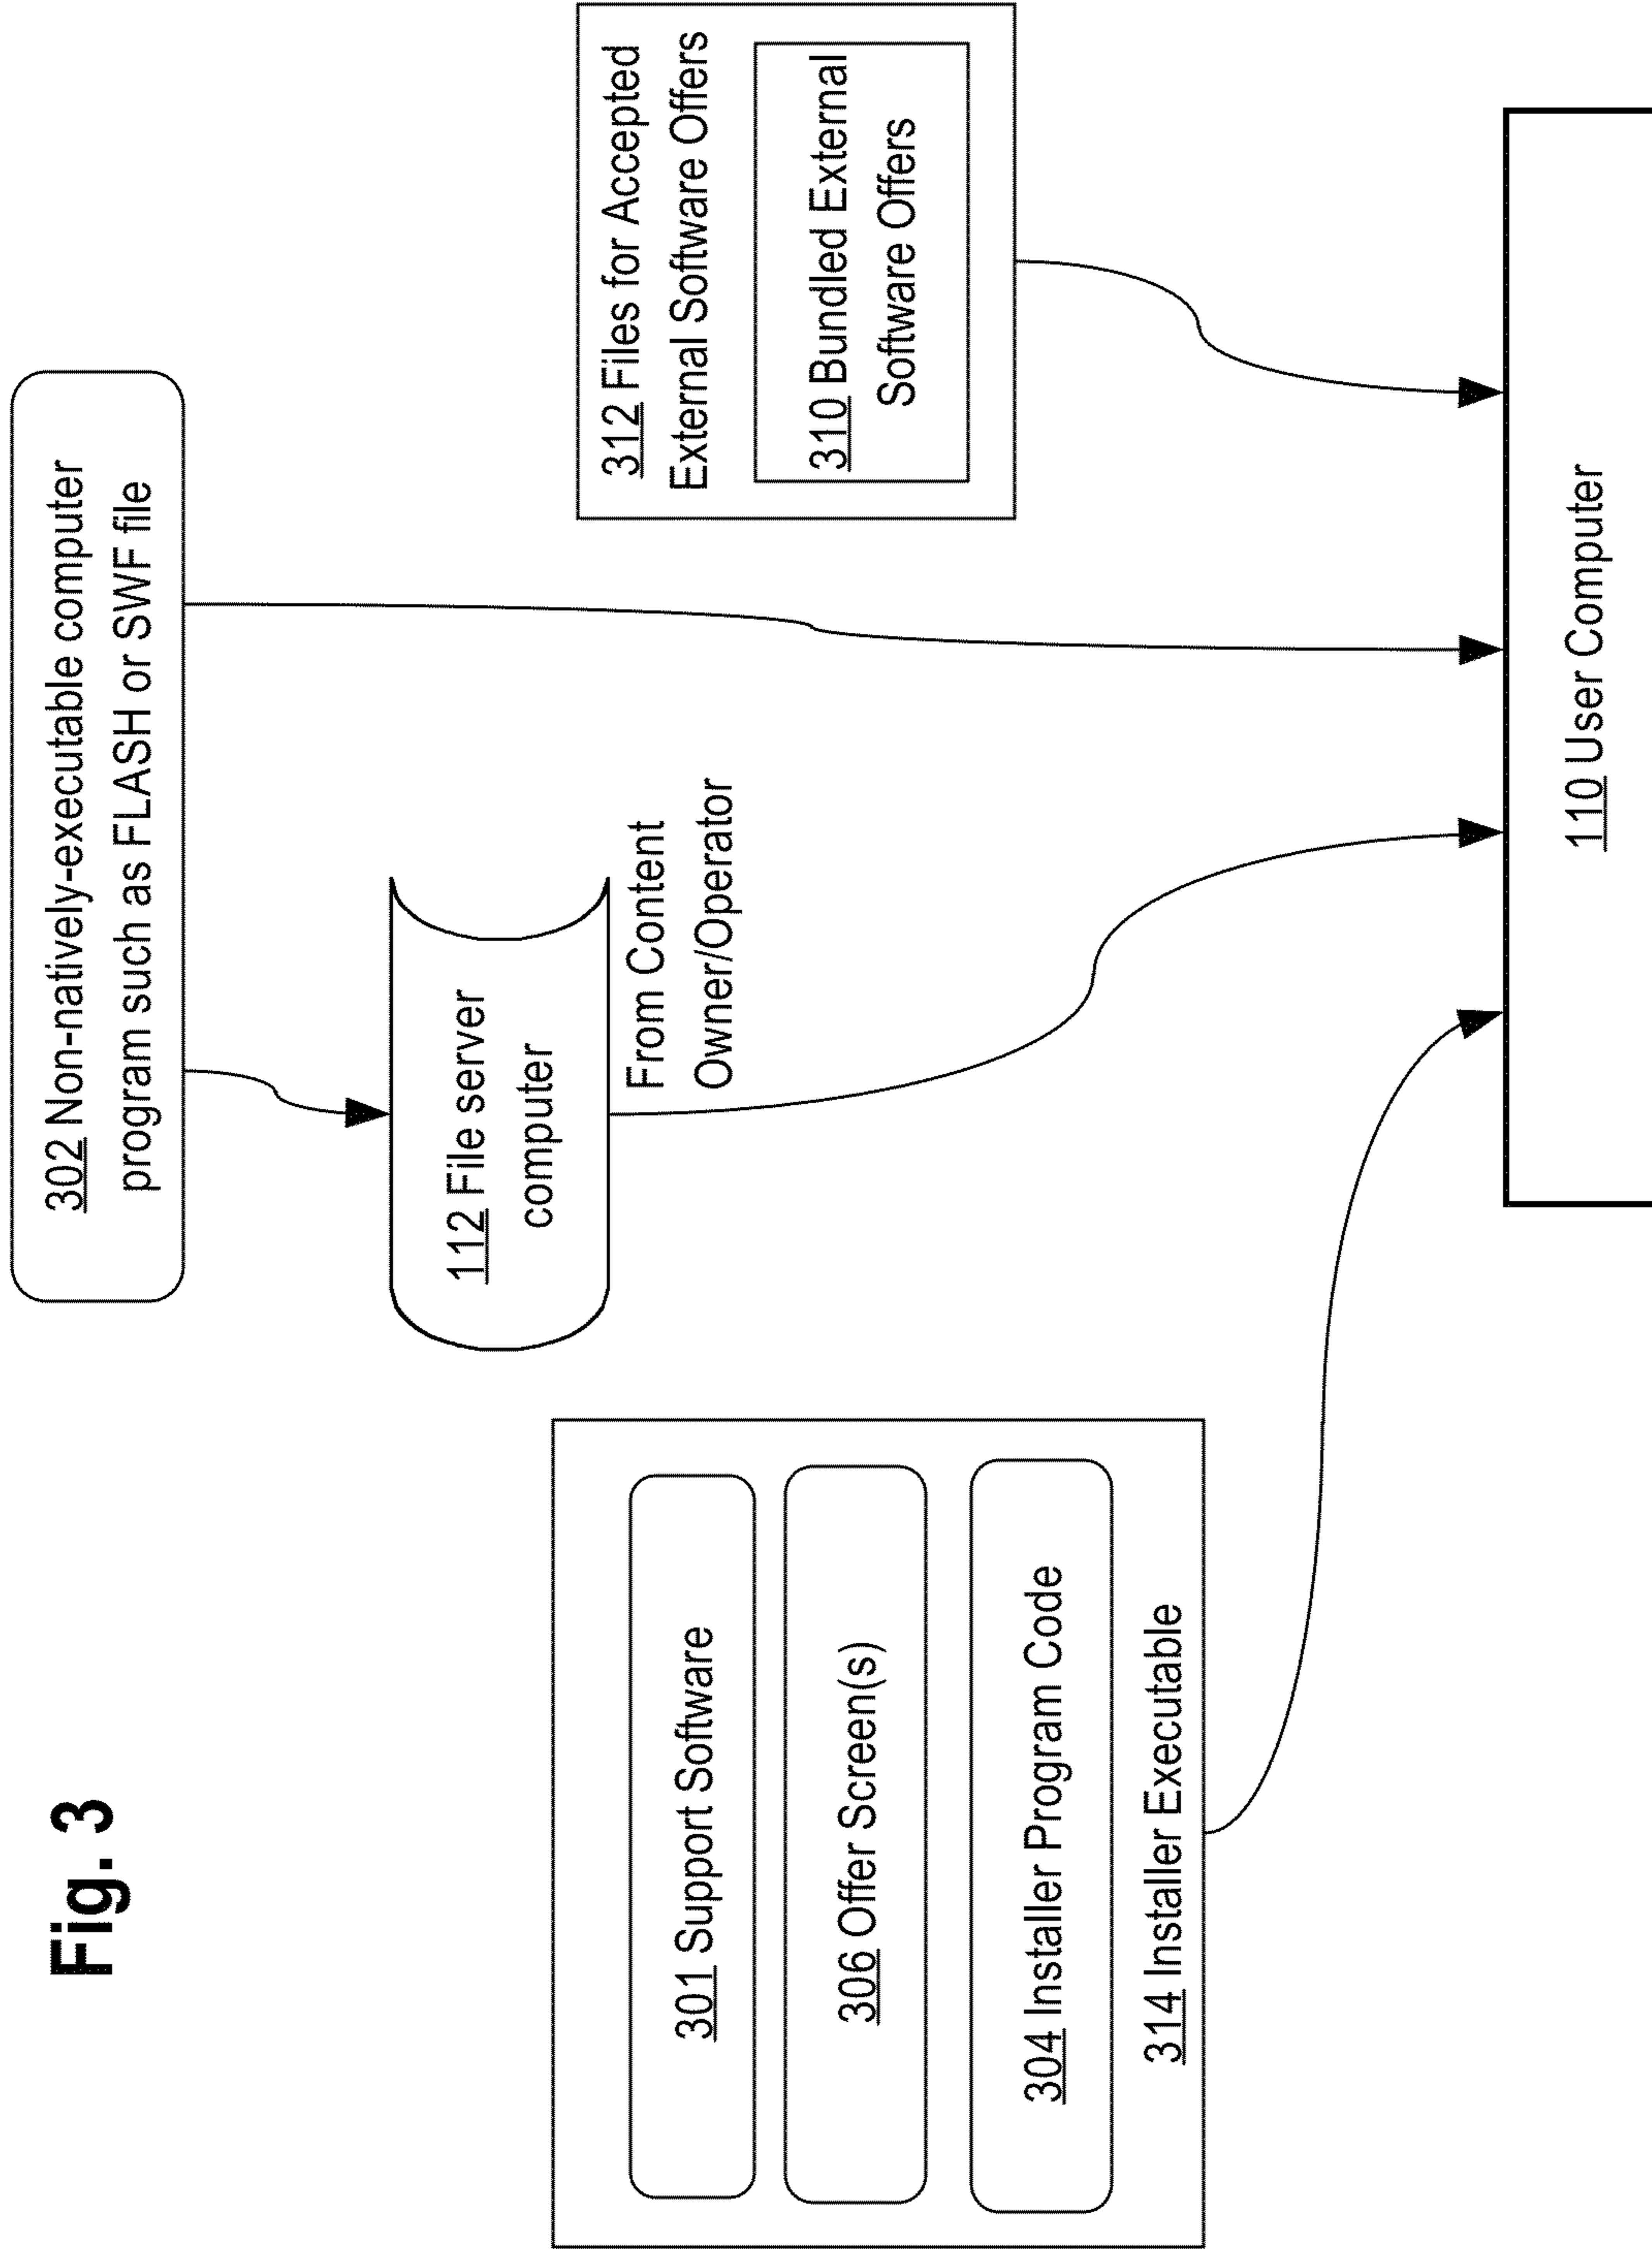 Fig. 3
302 Non-natively-executable computer
program such as FLASH or SWF file
112 File server
computer
From Content
Owner/Operator
301 Support Software
306 Offer Screen(s)
304 Installer Program Code
314 Installer Executable
312 Files for Accepted
External Software Offers
310 Bundled External
Software Offers
110 User Computer